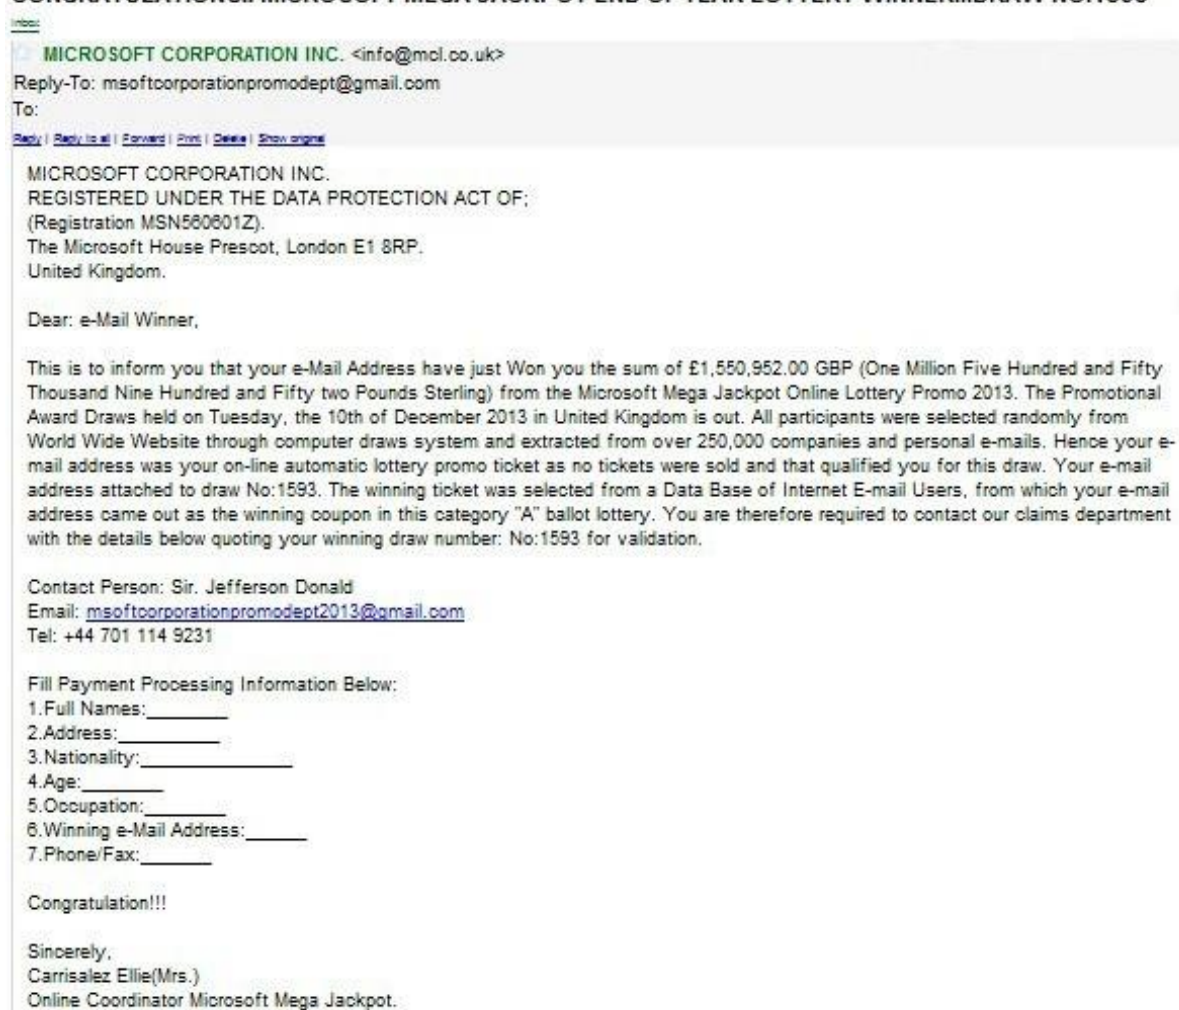 CONGRATULATIONS!! MICROSOFT MEGA JACKPOT END OF YEAR LOTTERY
Inbox
MICROSOFT CORPORATION INC. <info@mcl.co.uk>
Reply-To: msoftcorporationpromodept@gmail.com
To:
Reply | Reply to all | Forward | Print | Delete | Show original
MICROSOFT CORPORATION INC.
REGISTERED UNDER THE DATA PROTECTION ACT OF;
(Registration MSN560601Z).
The Microsoft House Prescot, London E1 8RP.
United Kingdom.
Dear: e-Mail Winner,
This is to inform you that your e-Mail Address have just Won you the sum of £1,550,952.00 GBP (One Million Five Hundred and Fifty
Thousand Nine Hundred and Fifty two Pounds Sterling) from the Microsoft Mega Jackpot Online Lottery Promo 2013. The Promotional
Award Draws held on Tuesday, the 10th of December 2013 in United Kingdom is out. All participants were selected randomly from
World Wide Website through computer draws system and extracted from over 250,000 companies and personal e-mails. Hence your e-
mail address was your on-line automatic lottery promo ticket as no tickets were sold and that qualified you for this draw. Your e-mail
address attached to draw No:1593. The winning ticket was selected from a Data Base of Internet E-mail Users, from which your e-mail
address came out as the winning coupon in this category "A" ballot lottery. You are therefore required to contact our claims department
with the details below quoting your winning draw number: No:1593 for validation.
Contact Person: Sir. Jefferson Donald
Email: msoftcorporationpromodept2013@gmail.com
Tel: +44 701 114 9231
Fill Payment Processing Information Below:
1.Full Names:________
2.Address:__________
3.Nationality:_______________
4.Age:________
5.Occupation:________
6.Winning e-Mail Address:______
7.Phone/Fax:_______
Congratulation!!!
Sincerely,
Carrisalez Ellie(Mrs.)
Online Coordinator Microsoft Mega Jackpot.